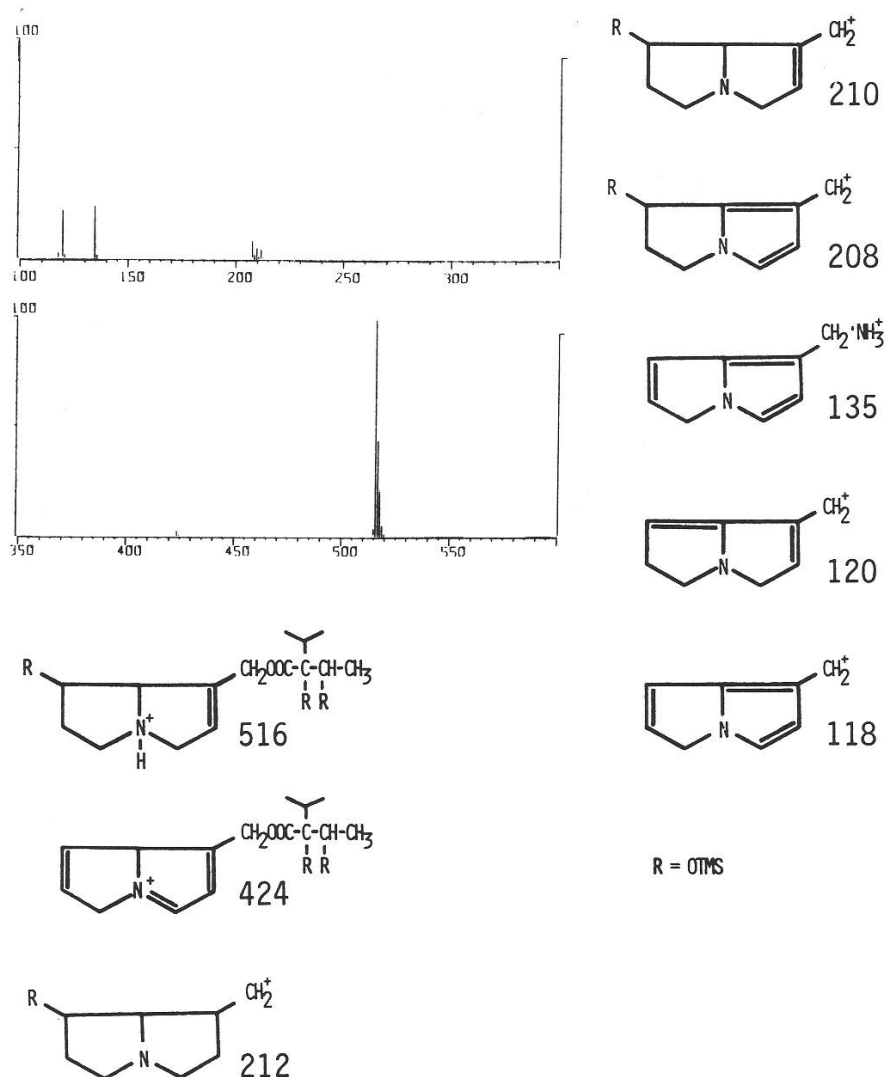 100
100 150 200 250 300
100
350 400 450 500 550
R CH2+
N
210
R CH2+
N
208
CH2·NH3+
N
135
CH2+
N
120
CH2+
N
118
R = OTMS
R CH2OOC-C-CH-CH3
R R
N+
H
516
CH2OOC-C-CH-CH3
R R
N+
424
R CH2+
N
212